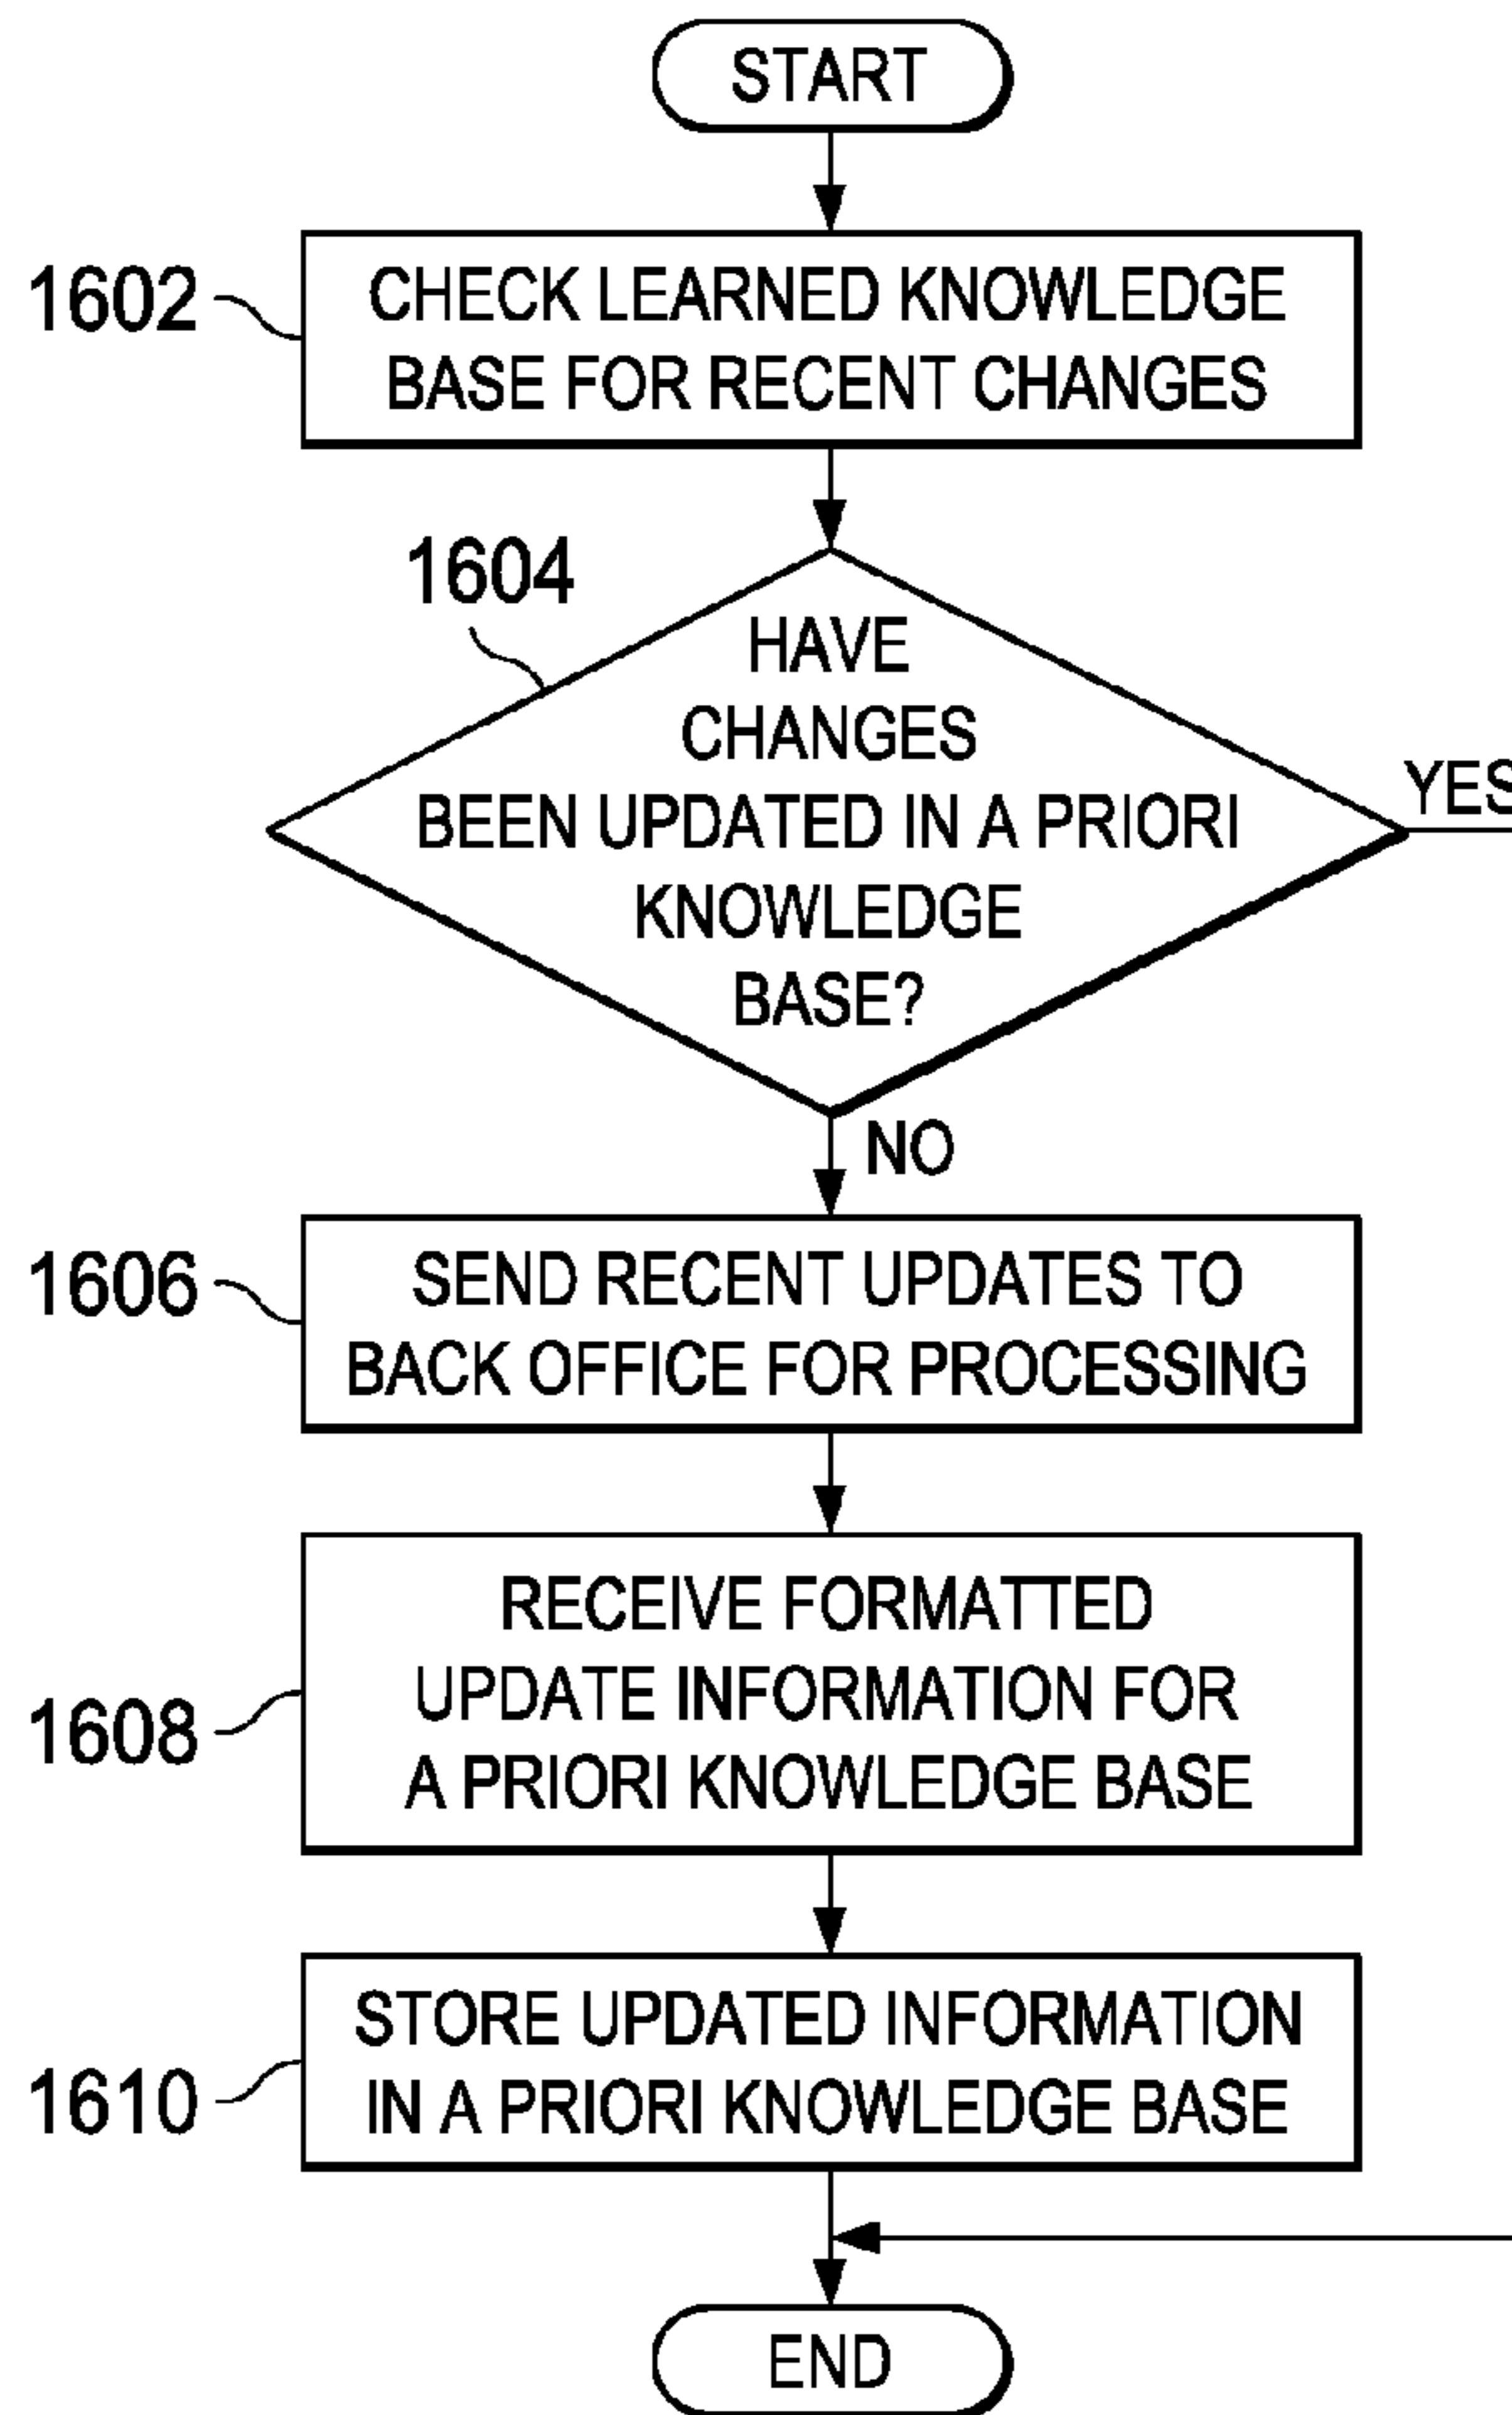 START
1602
CHECK LEARNED KNOWLEDGE
BASE FOR RECENT CHANGES
1604
HAVE
CHANGES
BEEN UPDATED IN A PRIORI
KNOWLEDGE
BASE?
YES
NO
1606
SEND RECENT UPDATES TO
BACK OFFICE FOR PROCESSING
1608
RECEIVE FORMATTED
UPDATE INFORMATION FOR
A PRIORI KNOWLEDGE BASE
1610
STORE UPDATED INFORMATION
IN A PRIORI KNOWLEDGE BASE
END